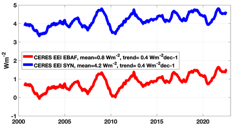 5
4
3
2
1
0
Wm-2
CERES EEI EBAF, mean=0.8 Wm-2, trend= 0.4 Wm-2dec-1
CERES EEI SYN, mean=4.2 Wm-2, trend= 0.4 Wm-2dec-1
2000 2005 2010 2015 2020